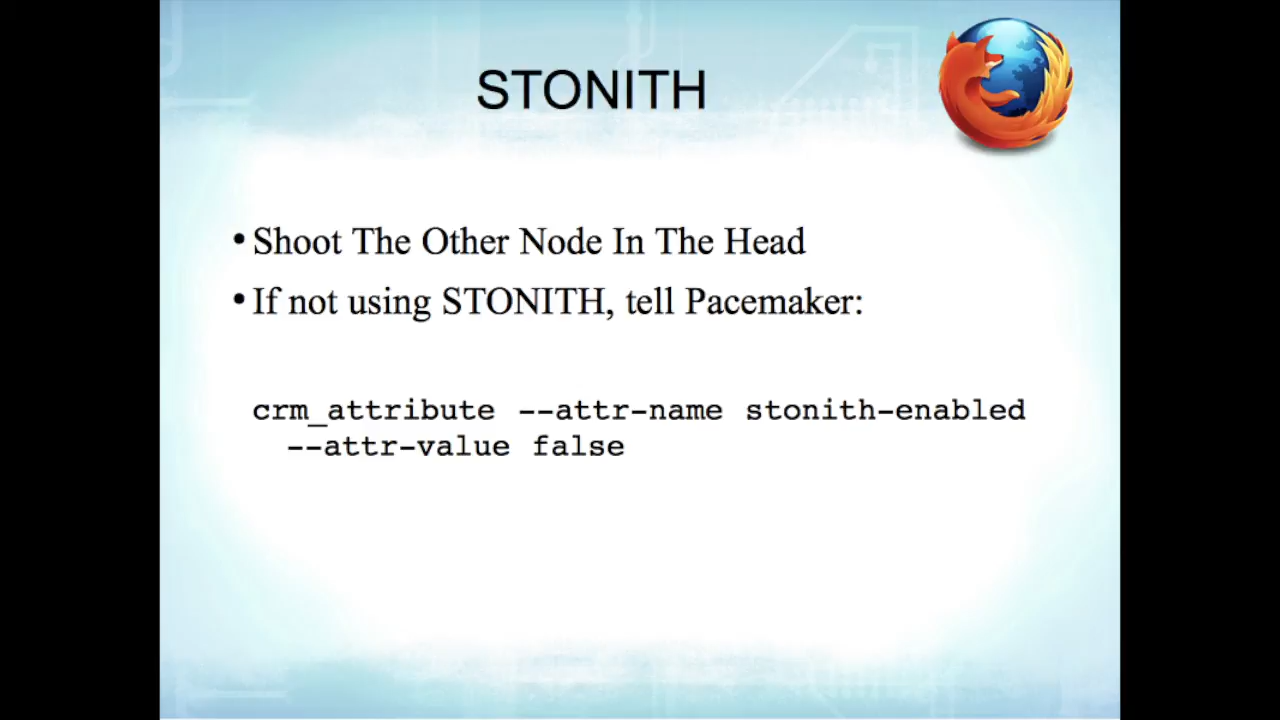 STONITH
• Shoot The Other Node In The Head
• If not using STONITH, tell Pacemaker:
crm_attribute --attr-name stonith-enabled
--attr-value false